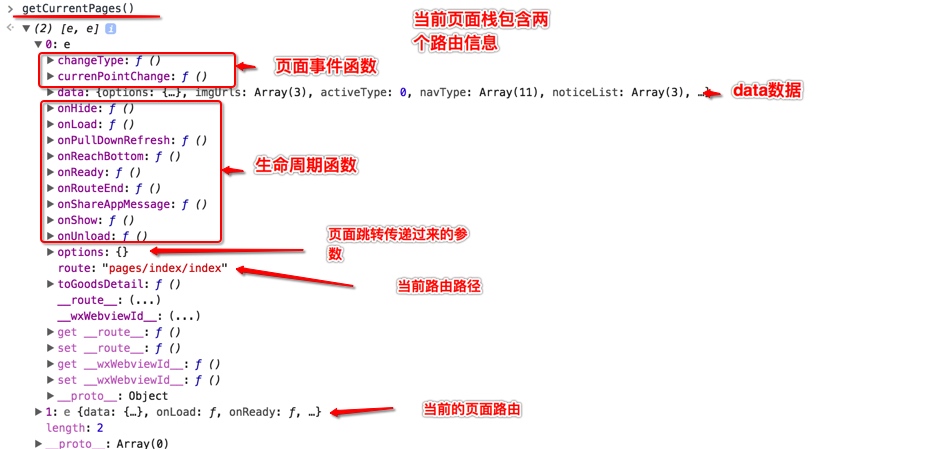 > getCurrentPages()
当前页面栈包含两
个路由信息
<· ▼ (2) [e, e] i
▼ 0: e
▶ changeType: ƒ ()
页面事件函数
▶ currenPointChange: ƒ ()
▶ data: {options: {…}, imgUrls: Array(3), activeType: 0, navType: Array(11), noticeList: Array(3), …}
data数据
▶ onHide: ƒ ()
▶ onLoad: ƒ ()
▶ onPullDownRefresh: ƒ ()
▶ onReachBottom: ƒ ()
生命周期函数
▶ onReady: ƒ ()
▶ onRouteEnd: ƒ ()
▶ onShareAppMessage: ƒ ()
▶ onShow: ƒ ()
▶ onUnload: ƒ ()
页面跳转传递过来的参
数
▶ options: {}
route: "pages/index/index"
当前路由路径
▶ toGoodsDetail: ƒ ()
__route__: (...)
__wxWebviewId__: (...)
▶ get __route__: ƒ ()
▶ set __route__: ƒ ()
▶ get __wxWebviewId__: ƒ ()
▶ set __wxWebviewId__: ƒ ()
▶ __proto__: Object
▶ 1: e {data: {…}, onLoad: ƒ, onReady: ƒ, …}
当前的页面路由
length: 2
▶ __proto__: Array(0)